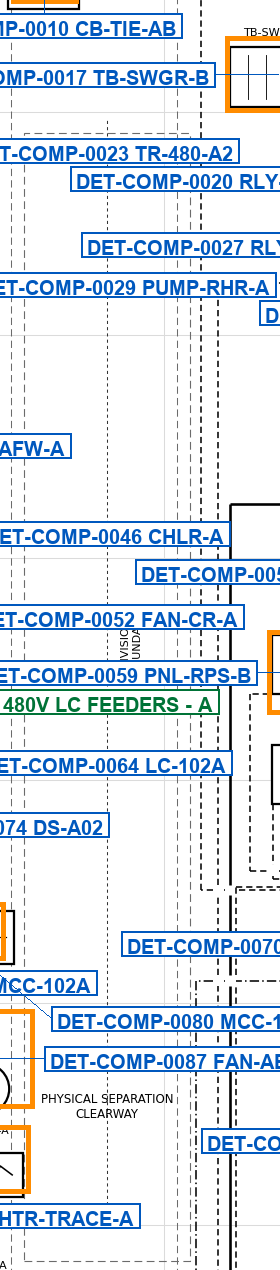 MP-0010 CB-TIE-AB
TB-SW
OMP-0017 TB-SWGR-B
T-COMP-0023 TR-480-A2
DET-COMP-0020 RLY-
DET-COMP-0027 RLY
ET-COMP-0029 PUMP-RHR-A
D
AFW-A
ET-COMP-0046 CHLR-A
DET-COMP-005
ET-COMP-0052 FAN-CR-A
ET-COMP-0059 PNL-RPS-B
480V LC FEEDERS - A
ET-COMP-0064 LC-102A
074 DS-A02
DET-COMP-0070
MCC-102A
DET-COMP-0080 MCC-1
DET-COMP-0087 FAN-AE
PHYSICAL SEPARATION
CLEARWAY
DET-CO
HTR-TRACE-A